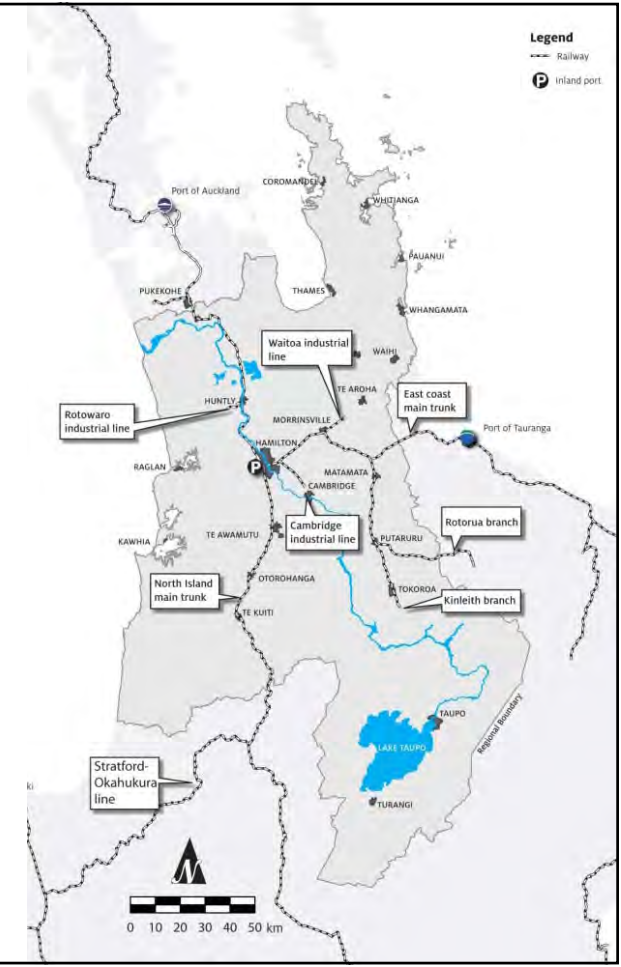 Legend
Railway
P Inland port
Port of Auckland
COROMANDEL
WHITIANGA
PAUANUI
PUKEKOHE
THAMES
WHANGAMATA
Waitoa industrial
line
WAIHI
TE AROHA
East coast
main trunk
HUNTLY
Rotowaro
industrial line
MORRINSVILLE
Port of Tauranga
HAMILTON
RAGLAN
P
MATAMATA
CAMBRIDGE
Rotorua branch
Cambridge
industrial line
TE AWAMUTU
KAWHIA
PUTARURU
North Island
main trunk
OTOROHANGA
TOKOROA
Kinleith branch
TE KUITI
TAUPO
Regional Boundary
LAKE TAUPO
Stratford-
Okahukura
line
ki
TURANGI
N
0 10 20 30 40 50 km